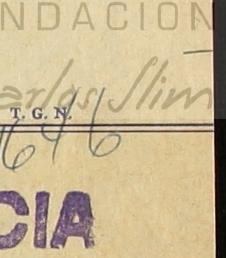 NDACION
arlos Slim
T. G. N.
646
CIA